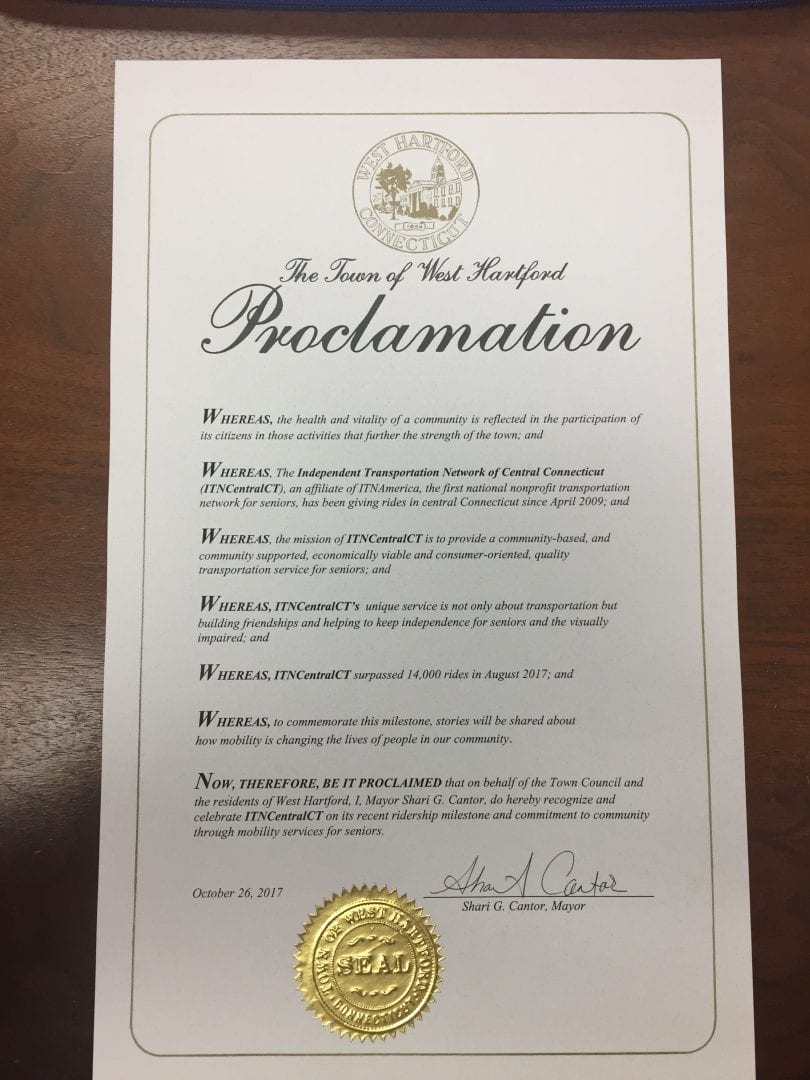 WEST HARTFORD
CONNECTICUT
1854
The Town of West Hartford
Proclamation
WHEREAS, the health and vitality of a community is reflected in the participation of
its citizens in those activities that further the strength of the town; and
WHEREAS, The Independent Transportation Network of Central Connecticut
(ITNCentralCT), an affiliate of ITNAmerica, the first national nonprofit transportation
network for seniors, has been giving rides in central Connecticut since April 2009; and
WHEREAS, the mission of ITNCentralCT is to provide a community-based, and
community supported, economically viable and consumer-oriented, quality
transportation service for seniors; and
WHEREAS, ITNCentralCT's unique service is not only about transportation but
building friendships and helping to keep independence for seniors and the visually
impaired; and
WHEREAS, ITNCentralCT surpassed 14,000 rides in August 2017; and
WHEREAS, to commemorate this milestone, stories will be shared about
how mobility is changing the lives of people in our community.
NOW, THEREFORE, BE IT PROCLAIMED that on behalf of the Town Council and
the residents of West Hartford, I, Mayor Shari G. Cantor, do hereby recognize and
celebrate ITNCentralCT on its recent ridership milestone and commitment to community
through mobility services for seniors.
Shari G Cantor
October 26, 2017
Shari G. Cantor, Mayor
TOWN OF WEST HARTFORD
SEAL
CONNECTICUT